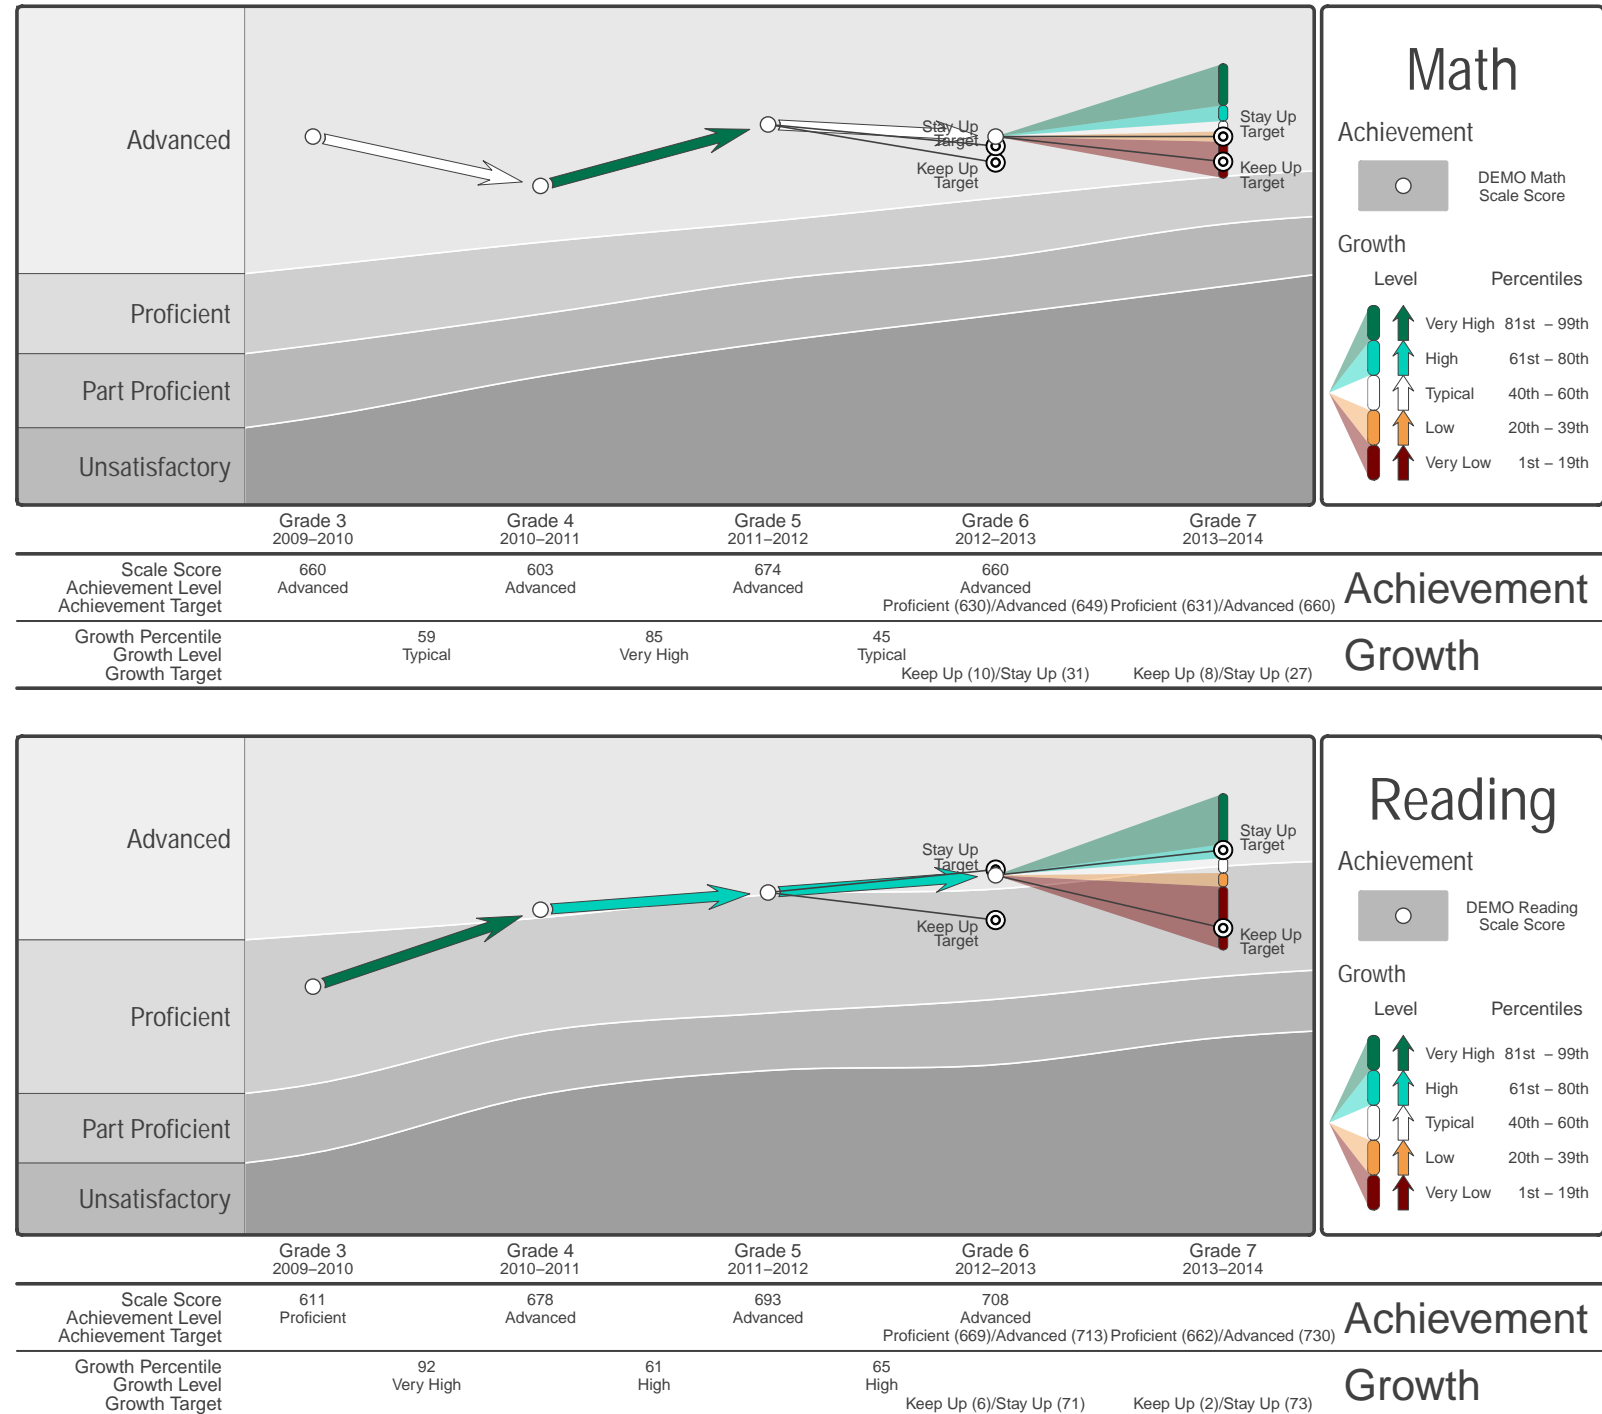 Math
Advanced
Proficient
Part Proficient
Unsatisfactory
Stay Up
Target
Keep Up
Target
Stay Up
Target
Keep Up
Target
Achievement
DEMO Math
Scale Score
Growth
Level Percentiles
Very High 81st – 99th
High 61st – 80th
Typical 40th – 60th
Low 20th – 39th
Very Low 1st – 19th
Grade 3 Grade 4 Grade 5 Grade 6 Grade 7
2009–2010 2010–2011 2011–2012 2012–2013 2013–2014
Scale Score 660 603 674 660
Achievement Level Advanced Advanced Advanced Advanced
Achievement Target Proficient (630)/Advanced (649) Proficient (631)/Advanced (660)
Achievement
Growth Percentile 59 85 45
Growth Level Typical Very High Typical
Growth Target Keep Up (10)/Stay Up (31) Keep Up (8)/Stay Up (27)
Growth
Reading
Advanced
Proficient
Part Proficient
Unsatisfactory
Stay Up
Target
Keep Up
Target
Stay Up
Target
Keep Up
Target
Achievement
DEMO Reading
Scale Score
Growth
Level Percentiles
Very High 81st – 99th
High 61st – 80th
Typical 40th – 60th
Low 20th – 39th
Very Low 1st – 19th
Grade 3 Grade 4 Grade 5 Grade 6 Grade 7
2009–2010 2010–2011 2011–2012 2012–2013 2013–2014
Scale Score 611 678 693 708
Achievement Level Proficient Advanced Advanced Advanced
Achievement Target Proficient (669)/Advanced (713) Proficient (662)/Advanced (730)
Achievement
Growth Percentile 92 61 65
Growth Level Very High High High
Growth Target Keep Up (6)/Stay Up (71) Keep Up (2)/Stay Up (73)
Growth